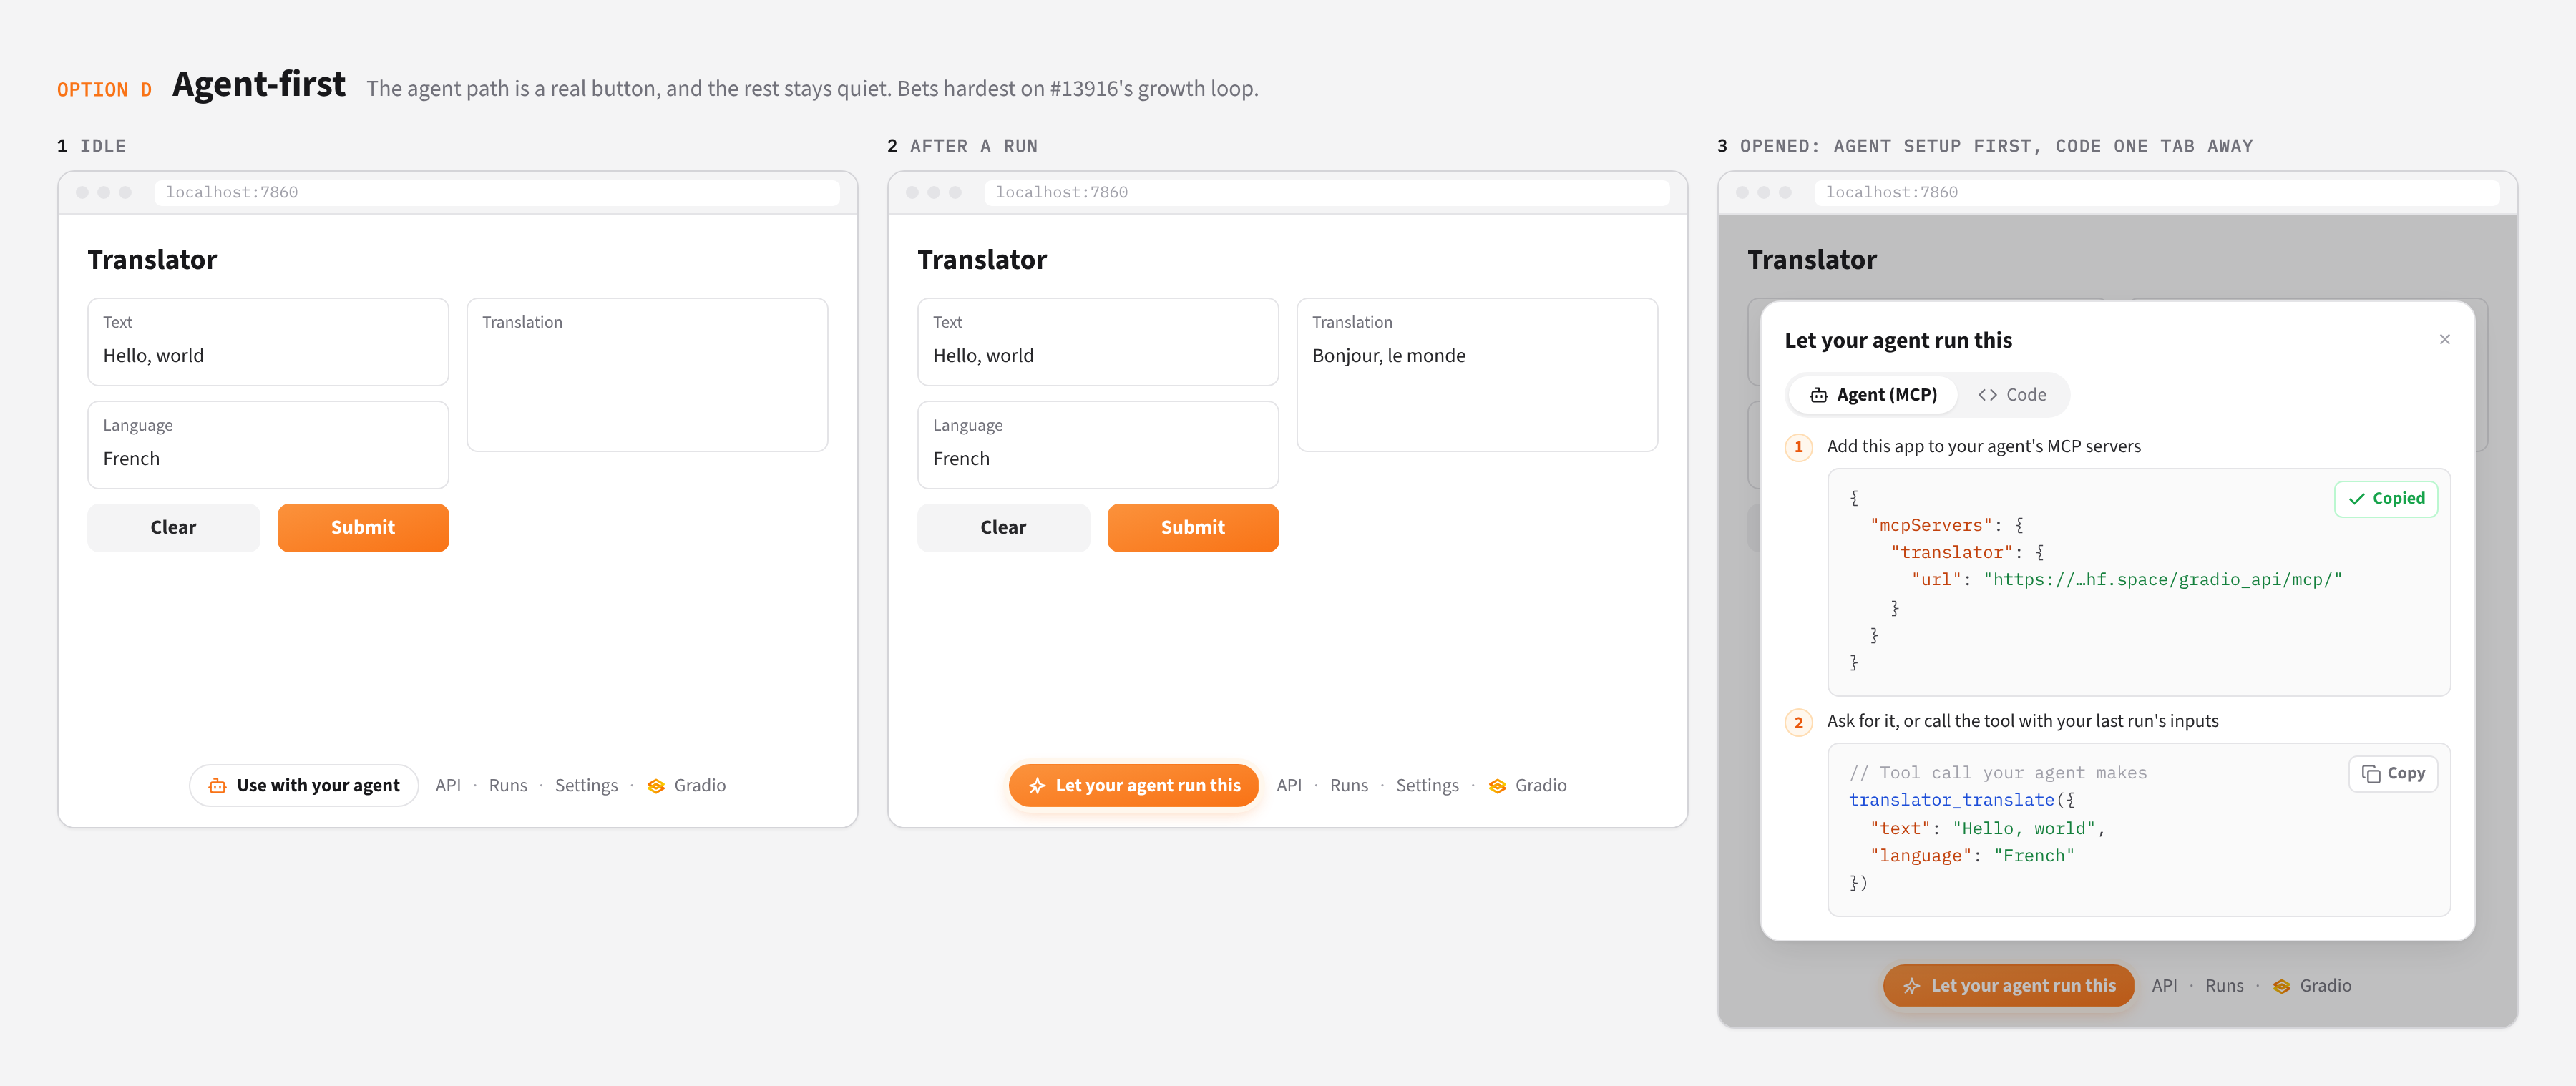 OPTION D Agent-first The agent path is a real button, and the rest stays quiet. Bets hardest on #13916's growth loop.
1 IDLE
localhost:7860
Translator
Text
Hello, world
Translation
Language
French
Clear
Submit
Use with your agent API · Runs · Settings · Gradio
2 AFTER A RUN
localhost:7860
Translator
Text
Hello, world
Translation
Bonjour, le monde
Language
French
Clear
Submit
Let your agent run this API · Runs · Settings · Gradio
3 OPENED: AGENT SETUP FIRST, CODE ONE TAB AWAY
localhost:7860
Translator
Let your agent run this ×
Agent (MCP) <> Code
1 Add this app to your agent's MCP servers
Copied
{
"mcpServers": {
"translator": {
"url": "https://…hf.space/gradio_api/mcp/"
}
}
}
2 Ask for it, or call the tool with your last run's inputs
Copy
// Tool call your agent makes
translator_translate({
"text": "Hello, world",
"language": "French"
})
Let your agent run this API · Runs · Gradio